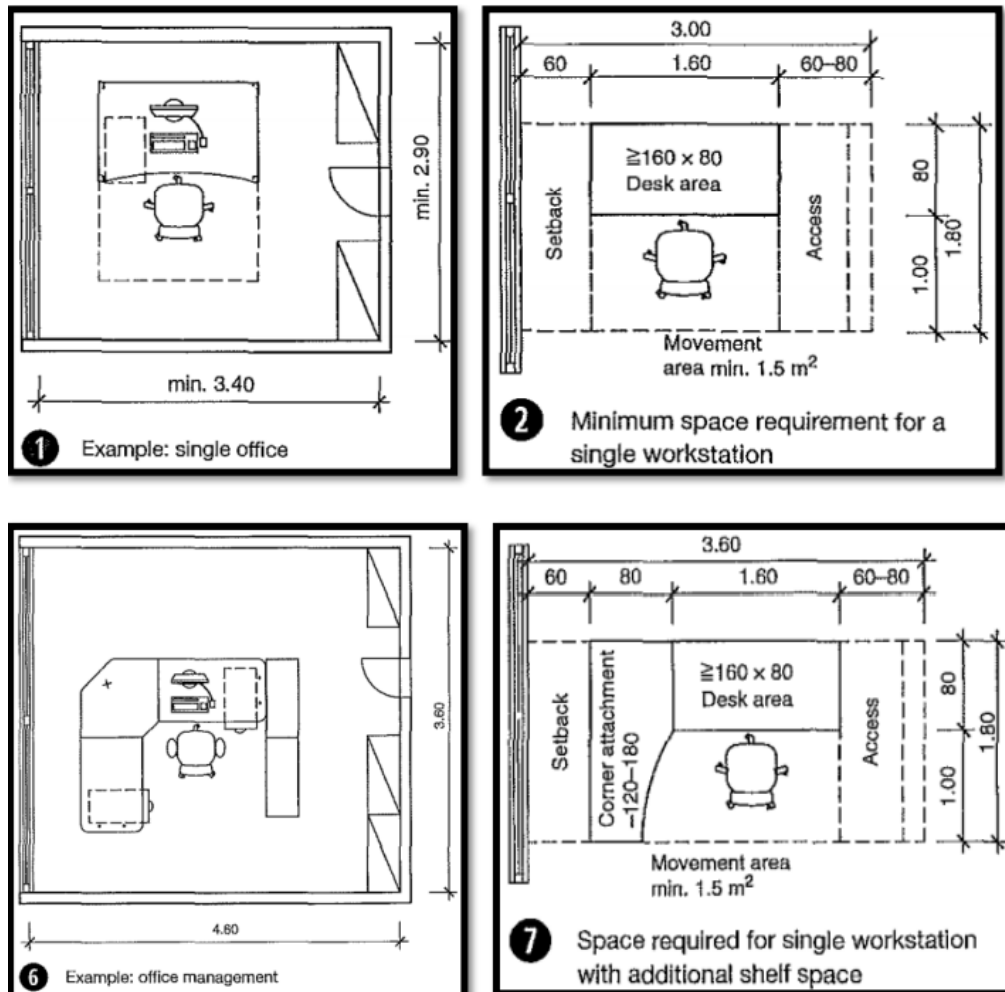 min. 2.90
min. 3.40
1 Example: single office
3.00
60 1.60 60–80
Setback
≧160 × 80
Desk area
Access
80
1.00
1.80
Movement
area min. 1.5 m²
2 Minimum space requirement for a
single workstation
3.60
4.60
6 Example: office management
3.60
60 80 1.60 60–80
Setback
Corner attachment
–120–180
≧160 × 80
Desk area
Access
80
1.00
1.80
Movement area
min. 1.5 m²
7 Space required for single workstation
with additional shelf space